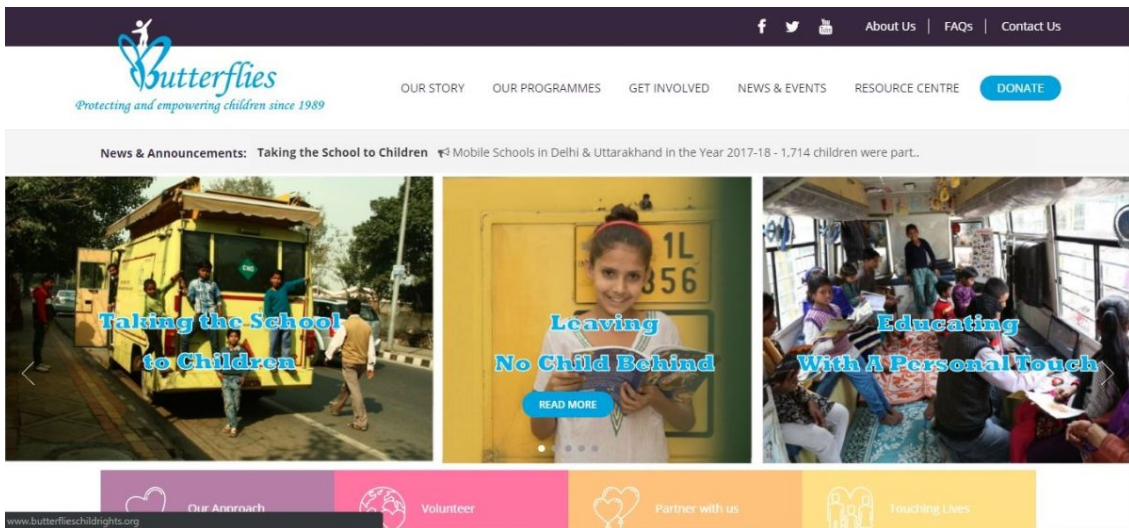 f
You Tube
About Us | FAQs | Contact Us
Butterflies
Protecting and empowering children since 1989
OUR STORY OUR PROGRAMMES GET INVOLVED NEWS & EVENTS RESOURCE CENTRE DONATE
News & Announcements: Taking the School to Children Mobile Schools in Delhi & Uttarakhand in the Year 2017-18 - 1,714 children were part..
CNG
Taking the School
to Children
1L
356
Leaving
No Child Behind
READ MORE
Educating
With A Personal Touch
Our Approach
Volunteer
Partner with us
Touching Lives
www.butterflieschildrights.org